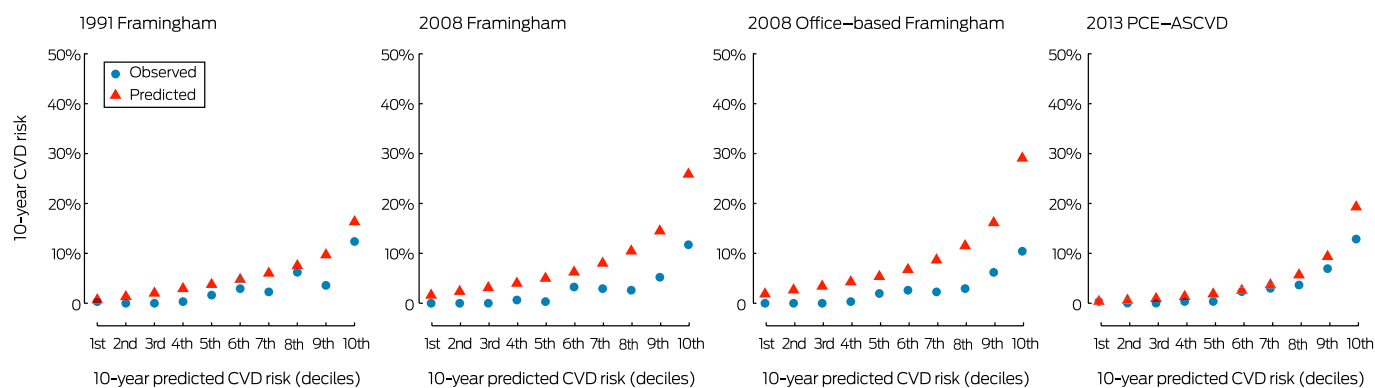 1991 Framingham
2008 Framingham
2008 Office–based Framingham
2013 PCE–ASCVD
10-year CVD risk
50%
40%
30%
20%
10%
0
Observed
Predicted
1st 2nd 3rd 4th 5th 6th 7th 8th 9th 10th
10-year predicted CVD risk (deciles)
50%
40%
30%
20%
10%
0
1st 2nd 3rd 4th 5th 6th 7th 8th 9th 10th
10-year predicted CVD risk (deciles)
50%
40%
30%
20%
10%
0
1st 2nd 3rd 4th 5th 6th 7th 8th 9th 10th
10-year predicted CVD risk (deciles)
50%
40%
30%
20%
10%
0
1st 2nd 3rd 4th 5th 6th 7th 8th 9th 10th
10-year predicted CVD risk (deciles)